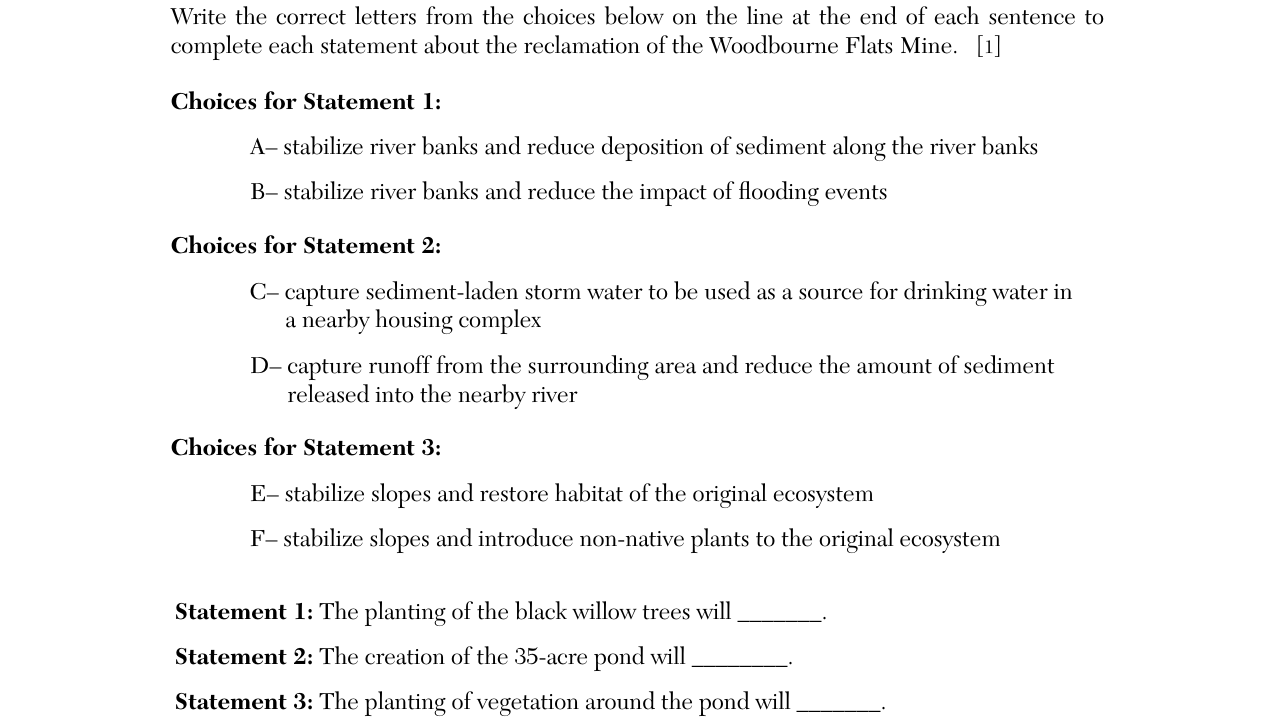 Write the correct letters from the choices below on the line at the end of each sentence to
complete each statement about the reclamation of the Woodbourne Flats Mine. [1]
Choices for Statement 1:
A– stabilize river banks and reduce deposition of sediment along the river banks
B– stabilize river banks and reduce the impact of flooding events
Choices for Statement 2:
C– capture sediment-laden storm water to be used as a source for drinking water in
a nearby housing complex
D– capture runoff from the surrounding area and reduce the amount of sediment
released into the nearby river
Choices for Statement 3:
E– stabilize slopes and restore habitat of the original ecosystem
F– stabilize slopes and introduce non-native plants to the original ecosystem
Statement 1: The planting of the black willow trees will _______.
Statement 2: The creation of the 35-acre pond will ________.
Statement 3: The planting of vegetation around the pond will _______.